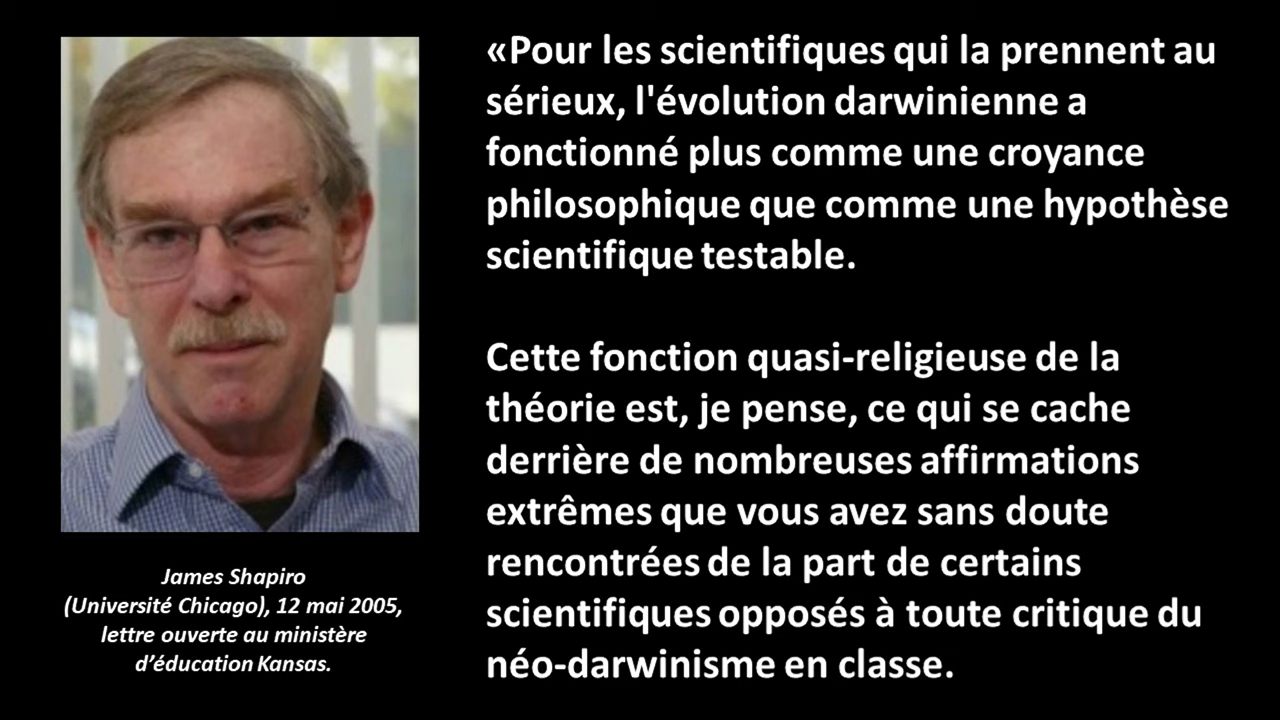 «Pour les scientifiques qui la prennent au
sérieux, l'évolution darwinienne a
fonctionné plus comme une croyance
philosophique que comme une hypothèse
scientifique testable.
Cette fonction quasi-religieuse de la
théorie est, je pense, ce qui se cache
derrière de nombreuses affirmations
extrêmes que vous avez sans doute
rencontrées de la part de certains
scientifiques opposés à toute critique du
néo-darwinisme en classe.
James Shapiro
(Université Chicago), 12 mai 2005,
lettre ouverte au ministère
d’éducation Kansas.